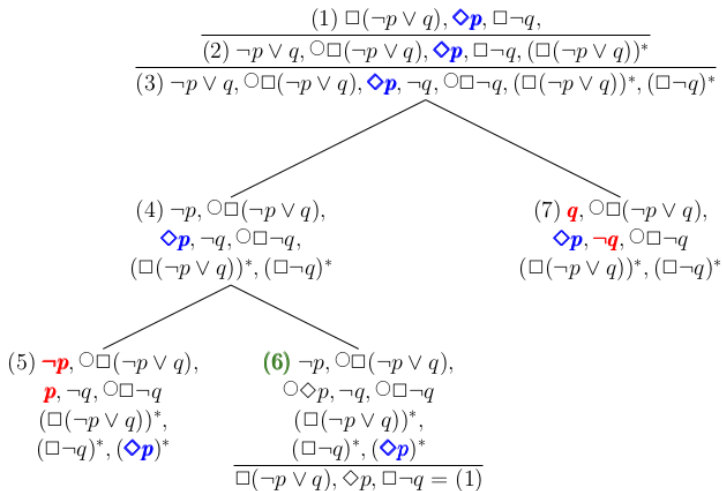 (1) □(¬p ∨ q), ◇p, □¬q,
(2) ¬p ∨ q, ○□(¬p ∨ q), ◇p, □¬q, (□(¬p ∨ q))*
(3) ¬p ∨ q, ○□(¬p ∨ q), ◇p, ¬q, ○□¬q, (□(¬p ∨ q))*, (□¬q)*
(4) ¬p, ○□(¬p ∨ q),
◇p, ¬q, ○□¬q,
(□(¬p ∨ q))*, (□¬q)*
(7) q, ○□(¬p ∨ q),
◇p, ¬q, ○□¬q
(□(¬p ∨ q))*, (□¬q)*
(5) ¬p, ○□(¬p ∨ q),
p, ¬q, ○□¬q
(□(¬p ∨ q))*,
(□¬q)*, (◇p)*
(6) ¬p, ○□(¬p ∨ q),
○◇p, ¬q, ○□¬q
(□(¬p ∨ q))*,
(□¬q)*, (◇p)*
□(¬p ∨ q), ◇p, □¬q = (1)